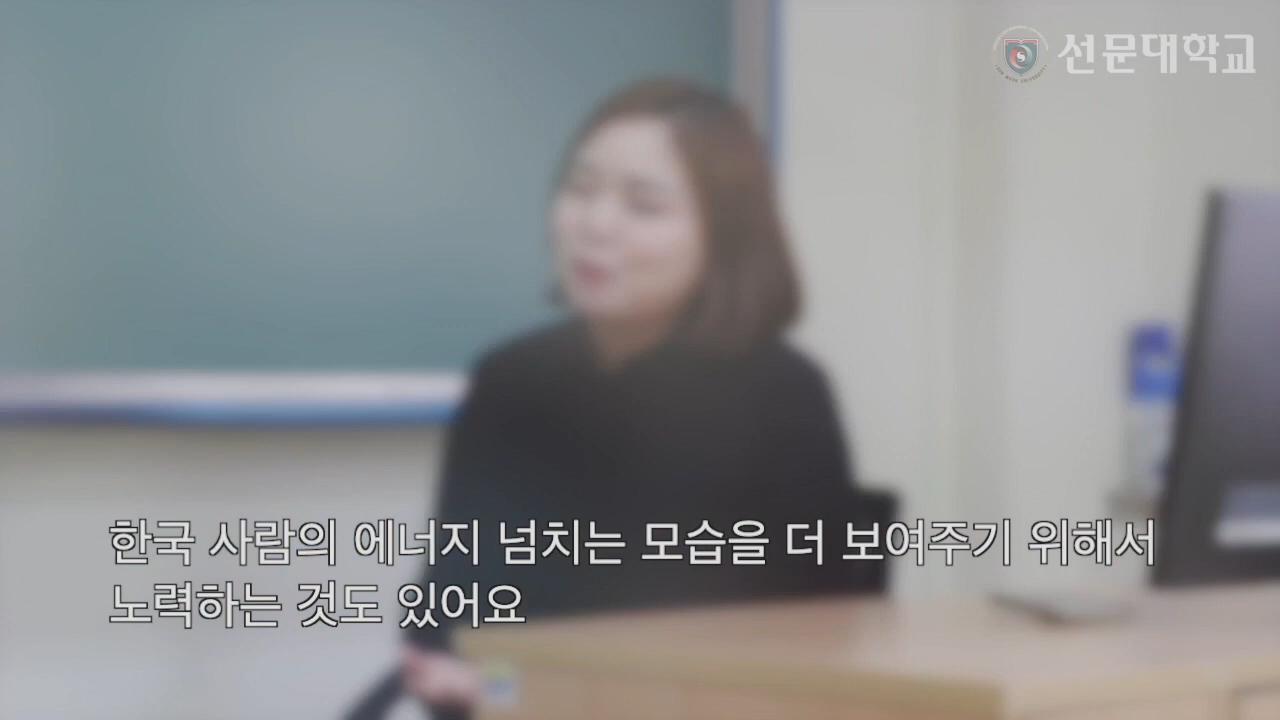 선문대학교
한국 사람의 에너지 넘치는 모습을 더 보여주기 위해서
노력하는 것도 있어요